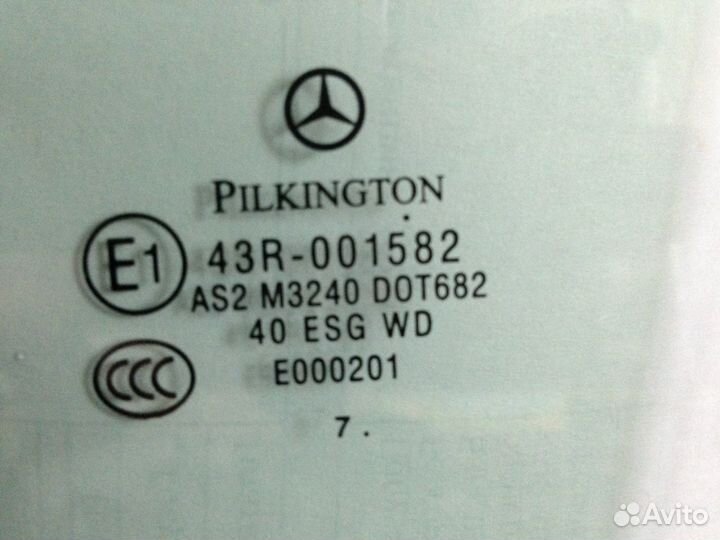 PILKINGTON
E1 43R-001582
AS2 M3240 DOT682
40 ESG WD
CCC E000201
7 .
Avito